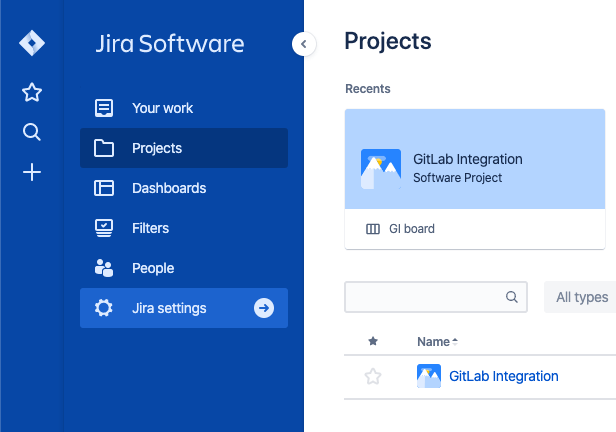 Jira Software
Your work
Projects
Dashboards
Filters
People
Jira settings
Projects
Recents
GitLab Integration
Software Project
GI board
All types
Name
GitLab Integration